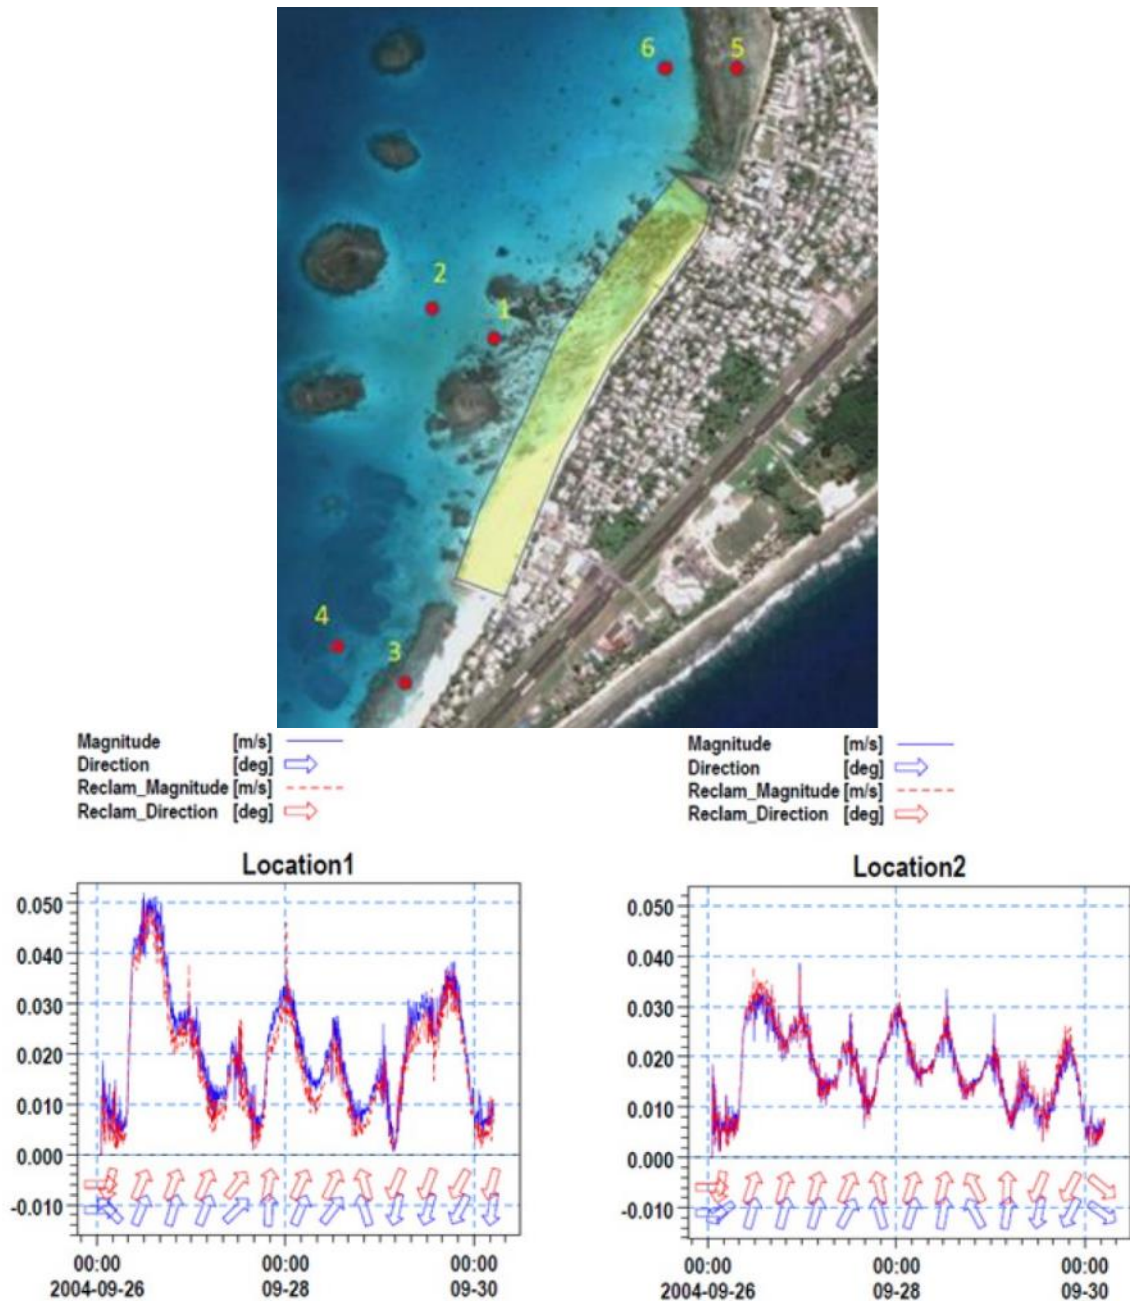 6 5
2
1
4
3
Magnitude [m/s]
Direction [deg]
Reclam_Magnitude [m/s]
Reclam_Direction [deg]
Magnitude [m/s]
Direction [deg]
Reclam_Magnitude [m/s]
Reclam_Direction [deg]
Location1
0.050
0.040
0.030
0.020
0.010
0.000
-0.010
00:00 00:00 00:00
2004-09-26 09-28 09-30
Location2
0.050
0.040
0.030
0.020
0.010
0.000
-0.010
00:00 00:00 00:00
2004-09-26 09-28 09-30